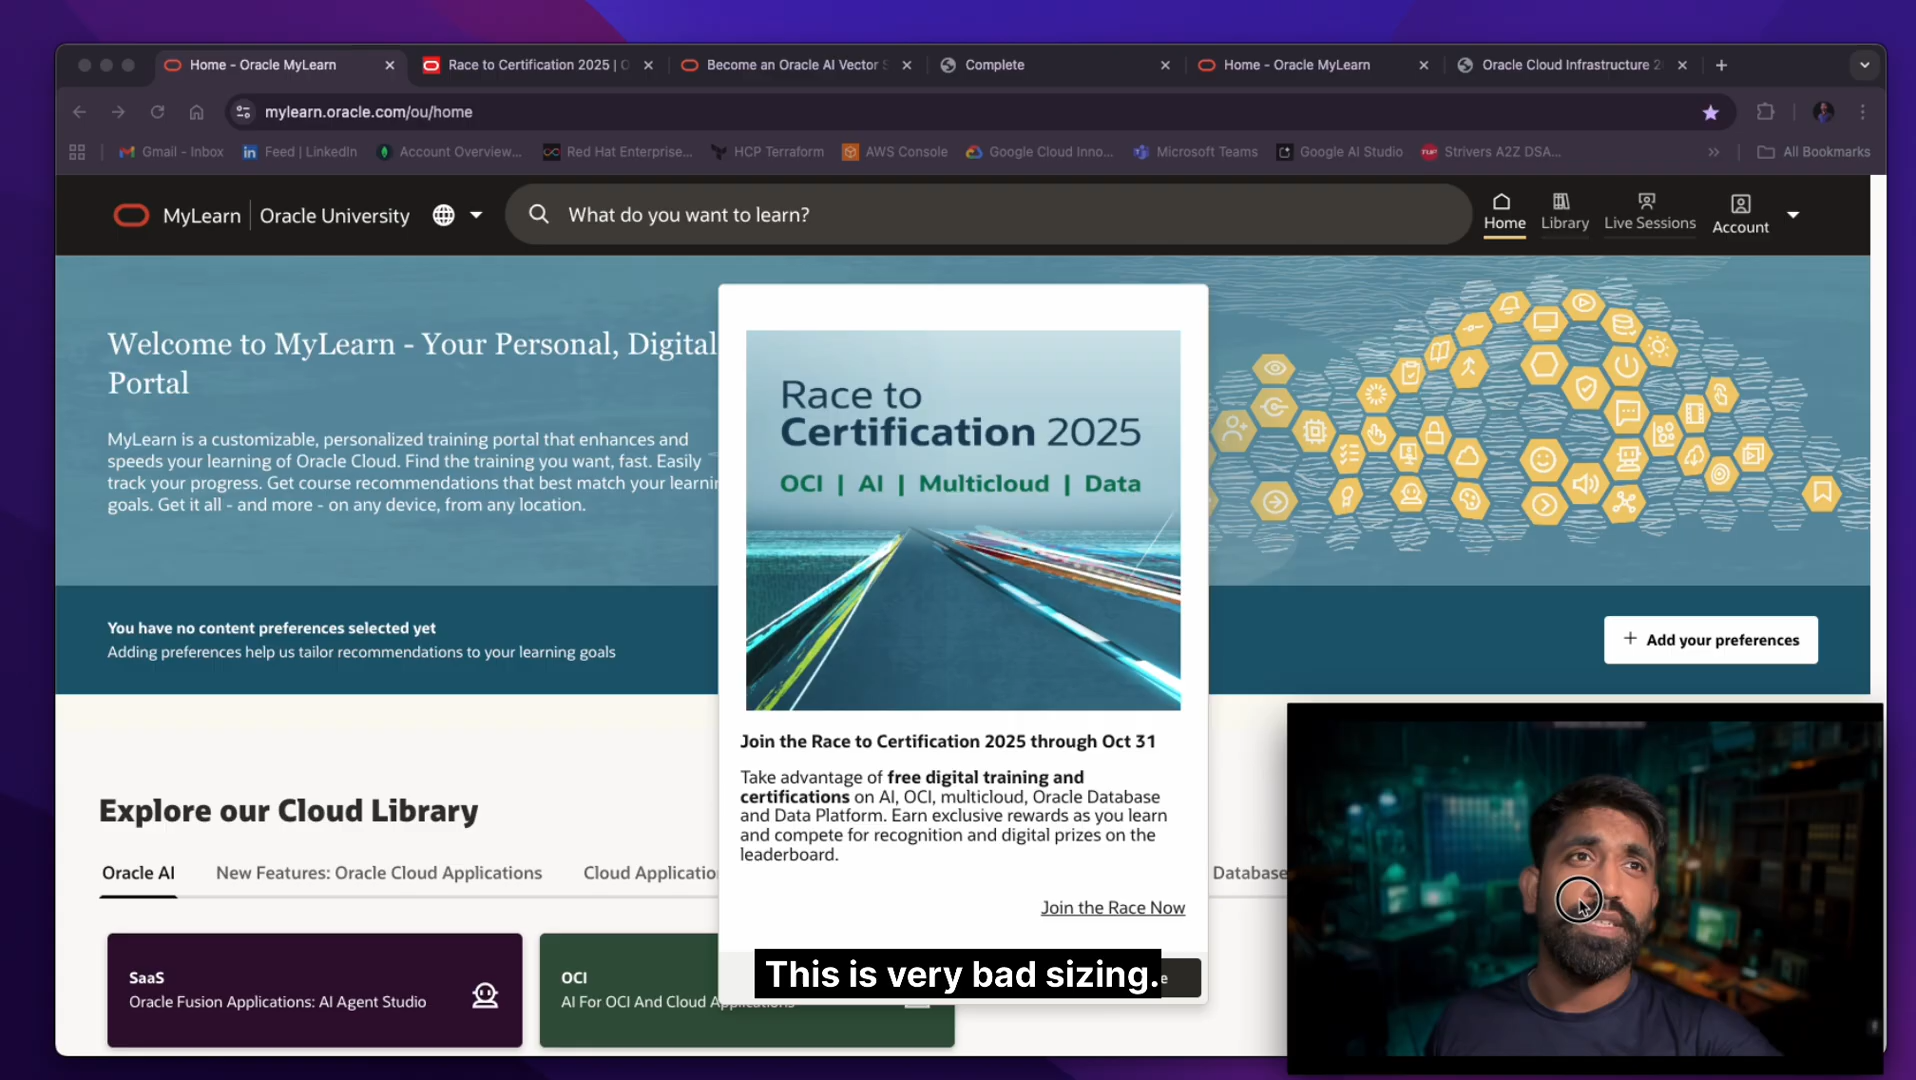 Home - Oracle MyLearn
Race to Certification 2025 |
Become an Oracle AI Vector
Complete
Home - Oracle MyLearn
Oracle Cloud Infrastructure 2
mylearn.oracle.com/ou/home
Gmail - Inbox
Feed | LinkedIn
Account Overview...
Red Hat Enterprise...
HCP Terraform
AWS Console
Google Cloud Inno...
Microsoft Teams
Google AI Studio
Strivers A2Z DSA...
All Bookmarks
MyLearn | Oracle University
What do you want to learn?
Home
Library
Live Sessions
Account
Welcome to MyLearn - Your Personal, Digital
Portal
MyLearn is a customizable, personalized training portal that enhances and
speeds your learning of Oracle Cloud. Find the training you want, fast. Easily
track your progress. Get course recommendations that best match your learnin
goals. Get it all - and more - on any device, from any location.
You have no content preferences selected yet
Adding preferences help us tailor recommendations to your learning goals
+ Add your preferences
Race to
Certification 2025
OCI | AI | Multicloud | Data
Join the Race to Certification 2025 through Oct 31
Take advantage of free digital training and
certifications on AI, OCI, multicloud, Oracle Database
and Data Platform. Earn exclusive rewards as you learn
and compete for recognition and digital prizes on the
leaderboard.
Join the Race Now
Explore our Cloud Library
Oracle AI
New Features: Oracle Cloud Applications
Cloud Applicatio
Database
SaaS
Oracle Fusion Applications: AI Agent Studio
OCI
AI For OCI And Cloud Applications
This is very bad sizing.